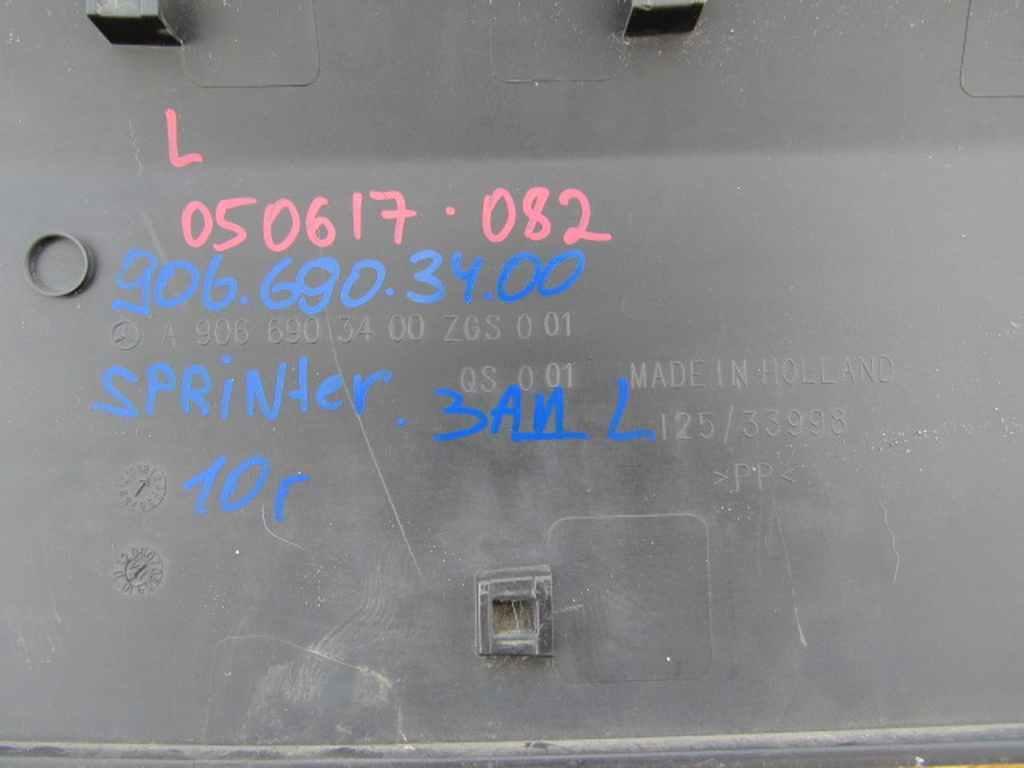 L
050617 · 082
906.690.34.00
A 906 690 34 00 ZGS 0 01
QS 0 01 MADE IN HOLLAND
SPRiNter. ЗАД L
125/33998
>PP<
10г